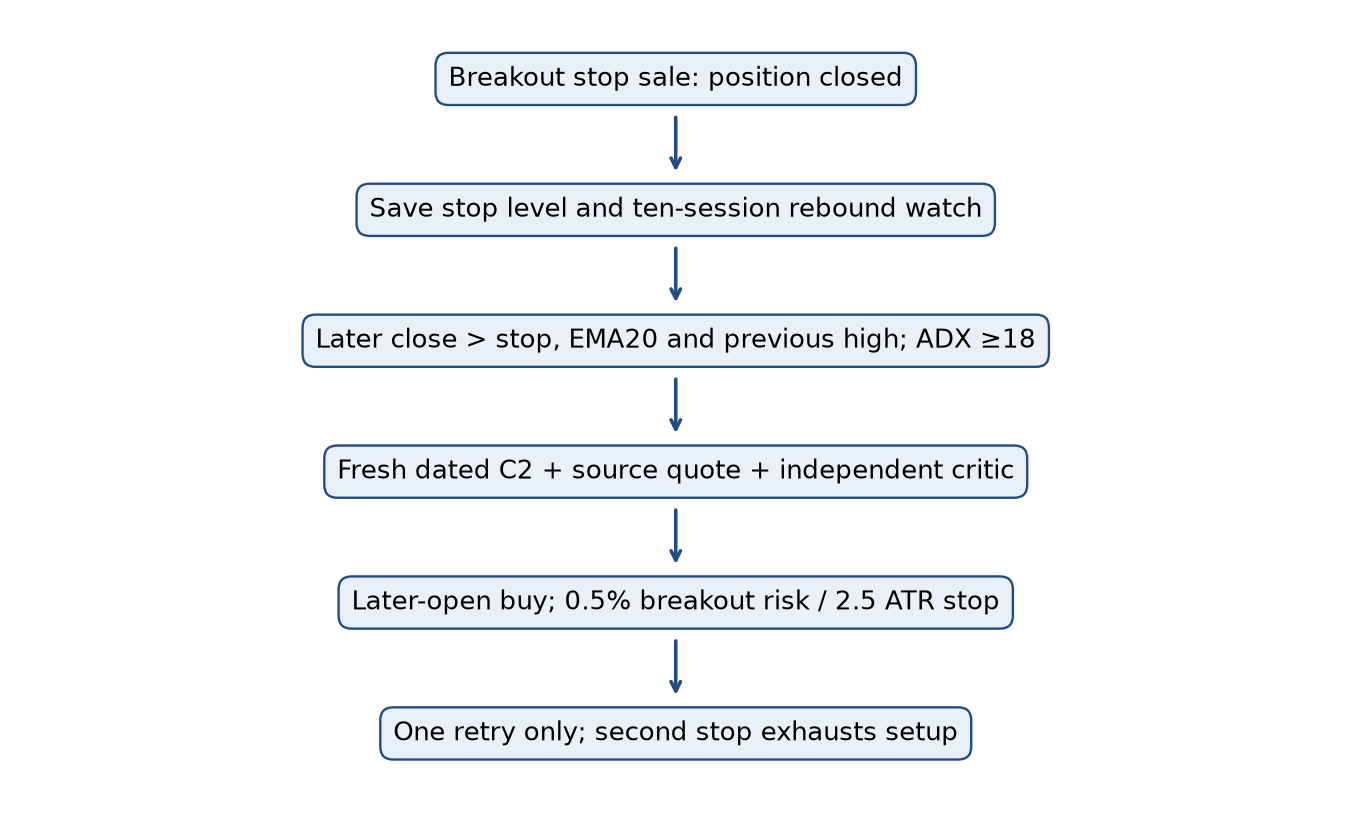 Breakout stop sale: position closed
Save stop level and ten-session rebound watch
Later close > stop, EMA20 and previous high; ADX ≥18
Fresh dated C2 + source quote + independent critic
Later-open buy; 0.5% breakout risk / 2.5 ATR stop
One retry only; second stop exhausts setup